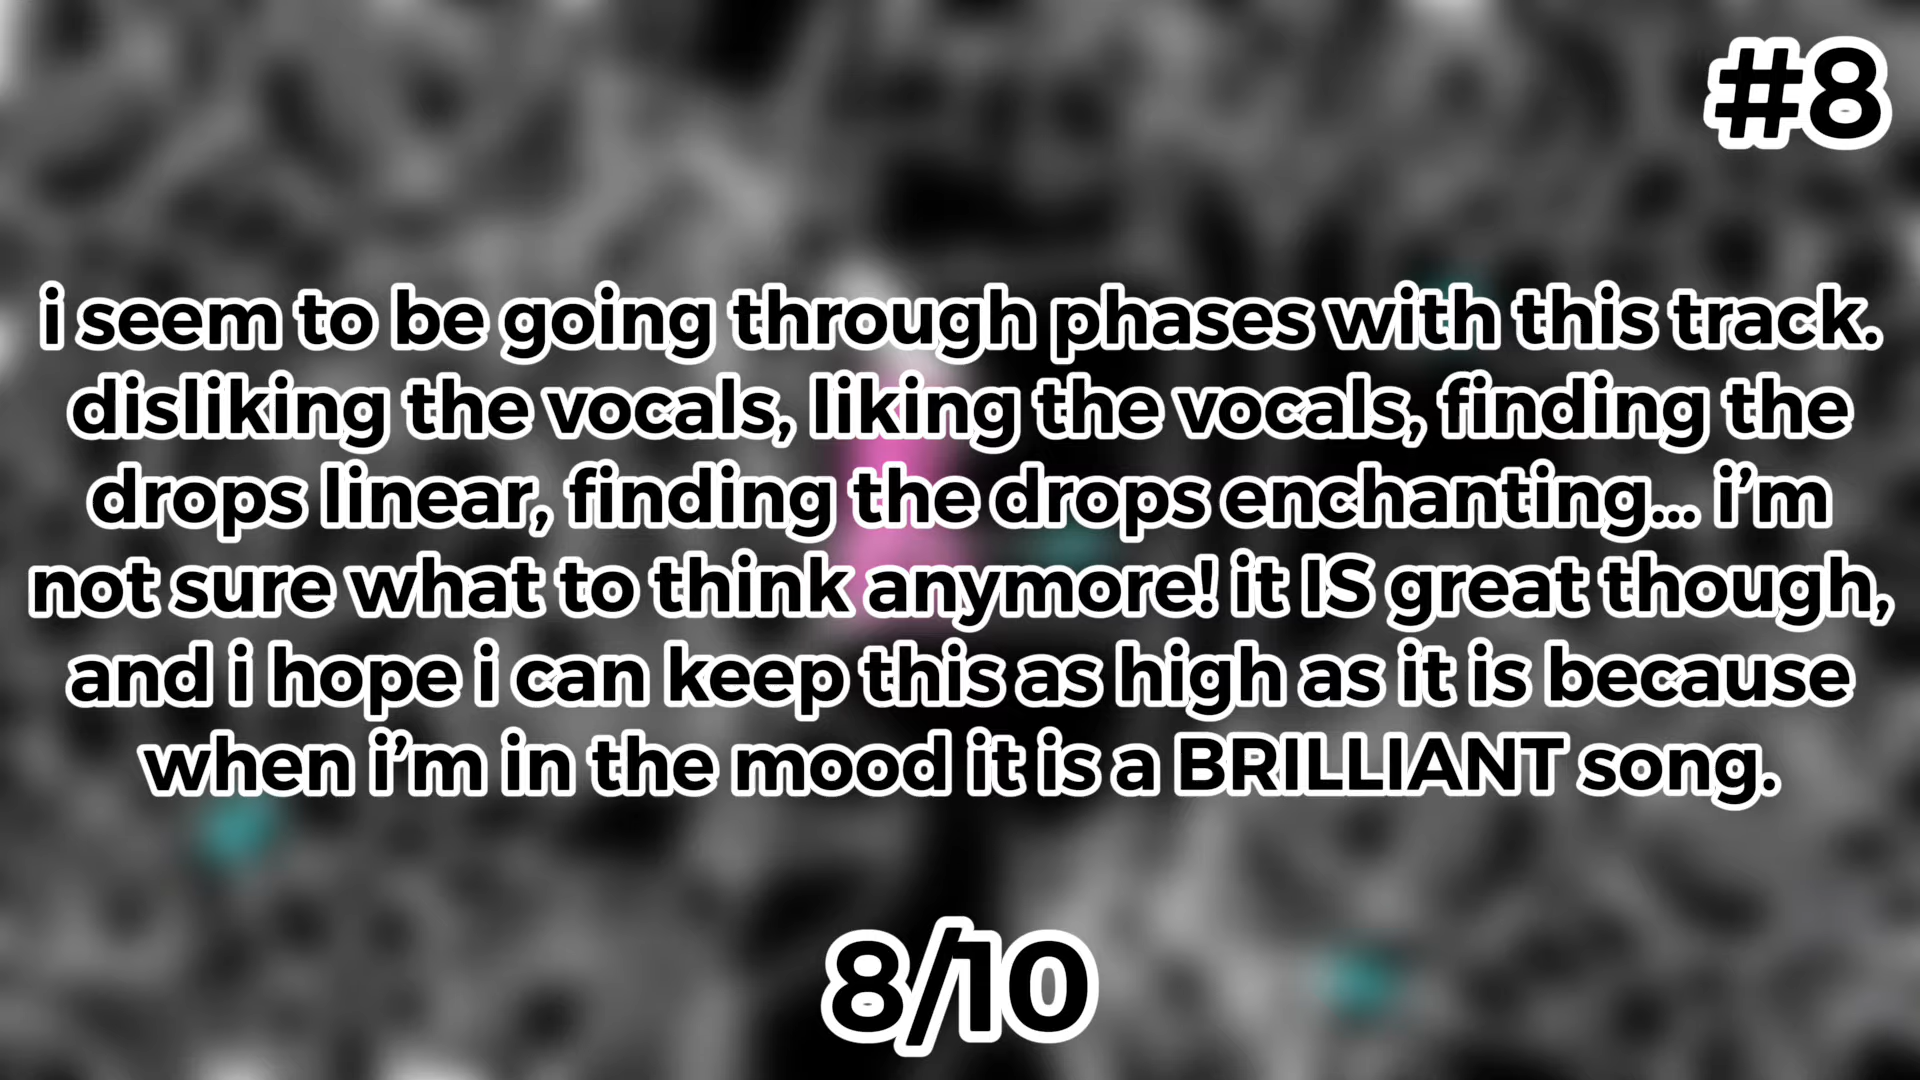 #8
i seem to be going through phases with this track.
disliking the vocals, liking the vocals, finding the
drops linear, finding the drops enchanting... i’m
not sure what to think anymore! it IS great though,
and i hope i can keep this as high as it is because
when i’m in the mood it is a BRILLIANT song.
8/10